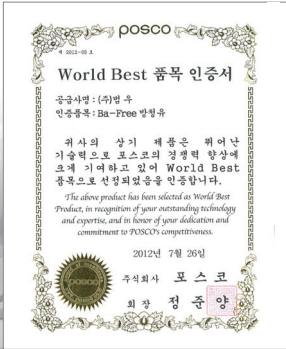 posco
제 2012-05 호
World Best 품목 인증서
공급사명 : (주)범우
인증품목 : Ba-Free 방청유
위사의 상기 제품은 뛰어난
기술력으로 포스코의 경쟁력 향상에
크게 기여하고 있어 World Best
품목으로 선정되었음을 인증합니다.
The above product has been selected as World Best
Product, in recognition of your outstanding technology
and expertise, and in honor of your dedication and
commitment to POSCO's competitiveness.
2012년 7월 26일
주식회사 포스코
회장 정준양
posco